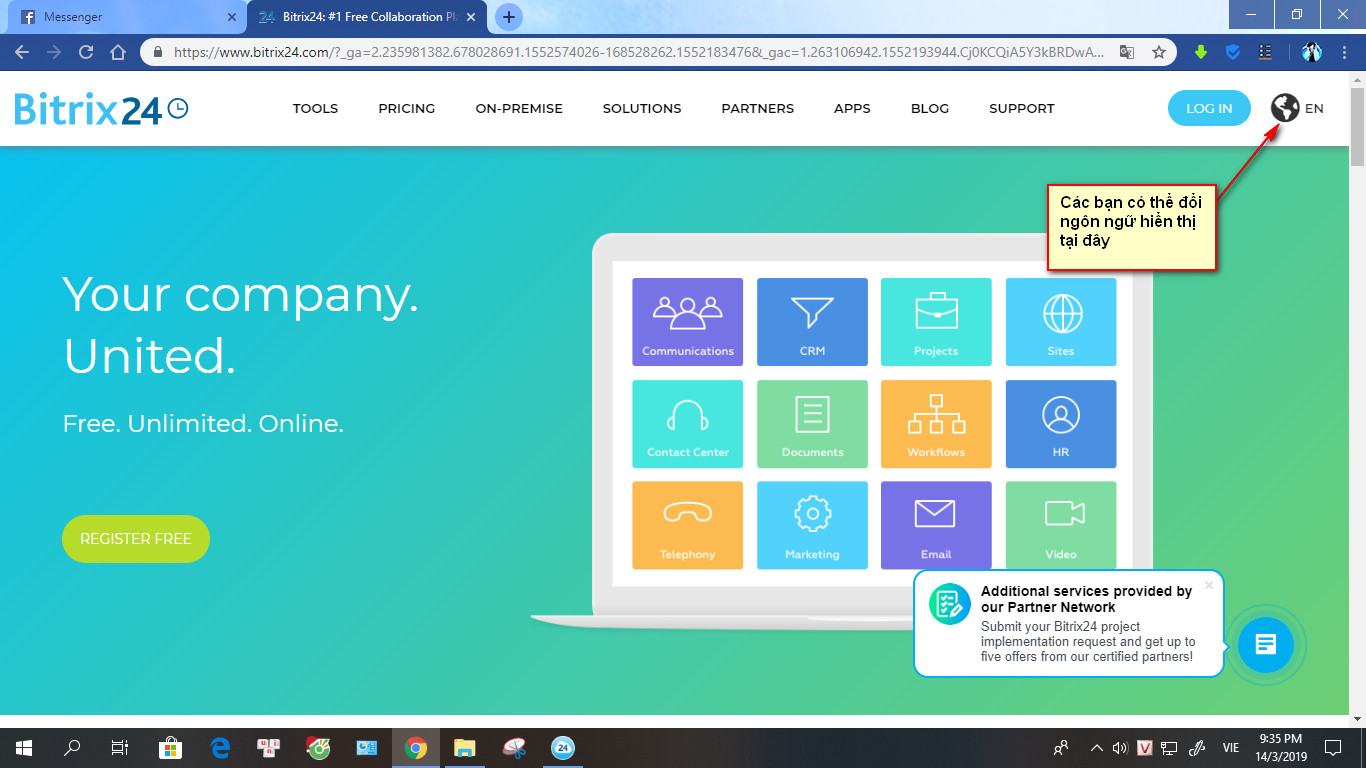 Messenger
Bitrix24: #1 Free Collaboration Pl
https://www.bitrix24.com/?_ga=2.235981382.678028691.1552574026-168528262.1552183476&_gac=1.263106942.1552193944.Cj0KCQiA5Y3kBRDwA...
Bitrix24
TOOLS PRICING ON-PREMISE SOLUTIONS PARTNERS APPS BLOG SUPPORT
LOG IN
EN
Các bạn có thể đổi
ngôn ngữ hiển thị
tại đây
Your company.
United.
Free. Unlimited. Online.
REGISTER FREE
Communications CRM Projects Sites
Contact Center Documents Workflows HR
Telephony Marketing Email Video
Additional services provided by
our Partner Network
Submit your Bitrix24 project
implementation request and get up to
five offers from our certified partners!
24
V
VIE
9:35 PM
14/3/2019